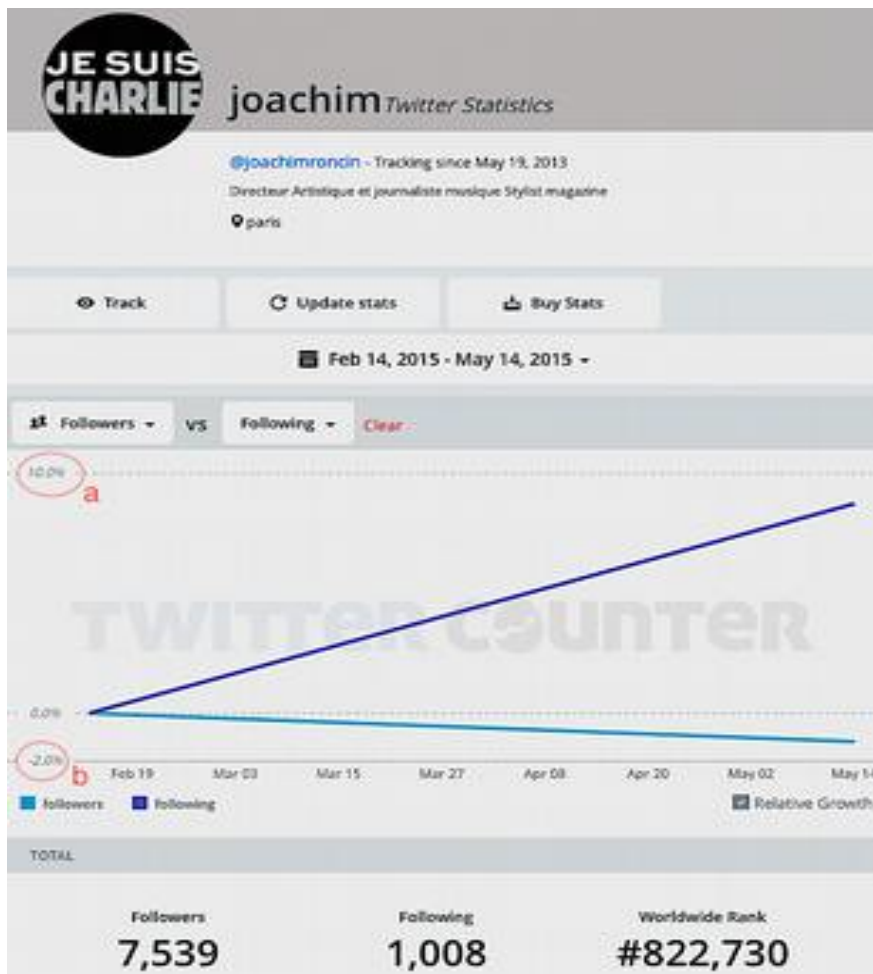 JE SUIS
CHARLIE
joachim Twitter Statistics
@joachimroncin - Tracking since May 19, 2013
Directeur Artistique et journaliste musique Stylist magazine
paris
Track Update stats Buy Stats
Feb 14, 2015 - May 14, 2015
Followers vs Following Clear
10.0%
a
TWITTER COUNTER
0.0%
-2.0%
b
Feb 19 Mar 03 Mar 15 Mar 27 Apr 08 Apr 20 May 02 May 14
followers following Relative Growth
TOTAL
Followers Following Worldwide Rank
7,539 1,008 #822,730